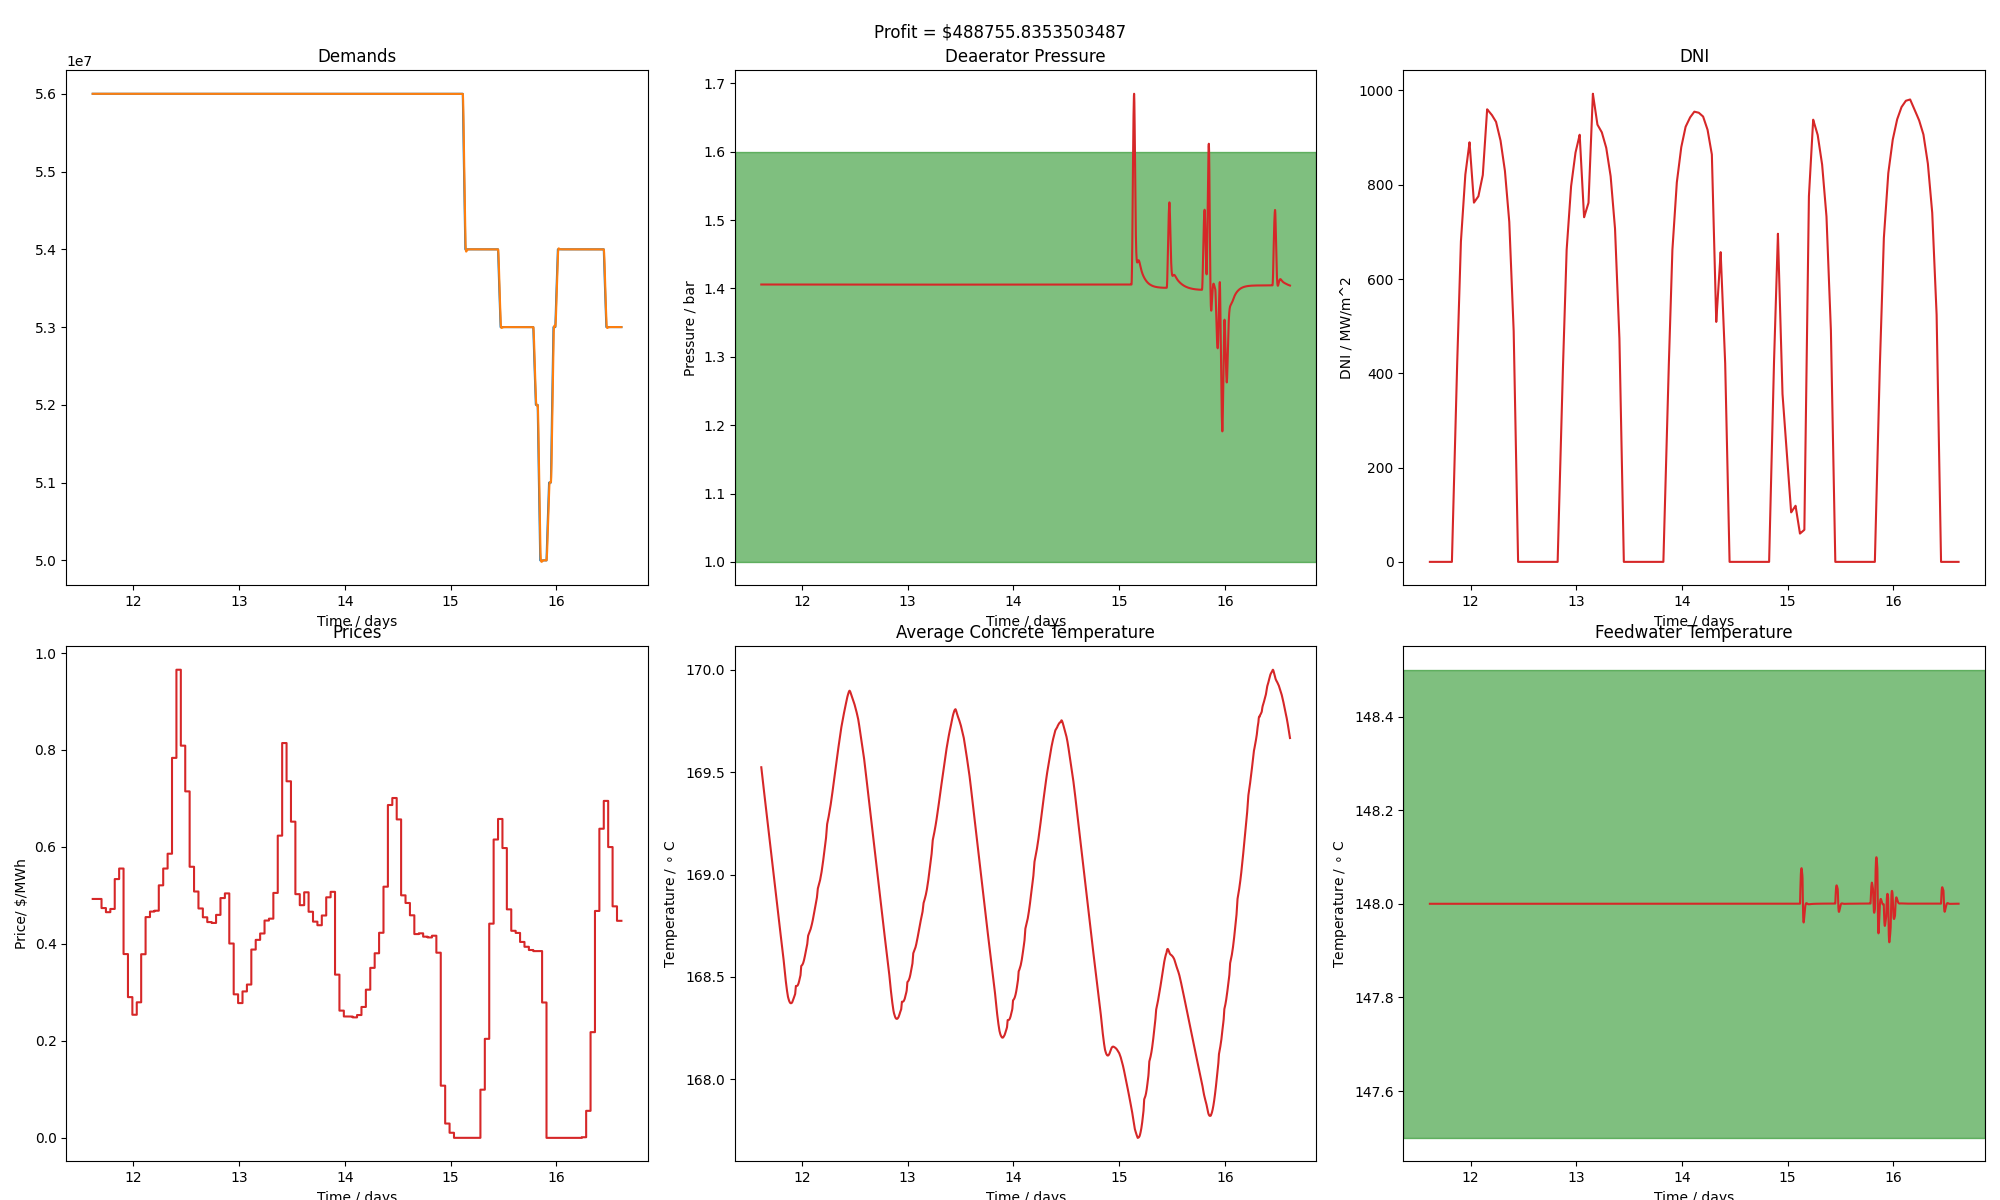 Profit = $488755.8353503487
Demands
1e7
5.6
5.5
5.4
5.3
5.2
5.1
5.0
12 13 14 15 16
Time / days
Deaerator Pressure
Pressure / bar
1.7
1.6
1.5
1.4
1.3
1.2
1.1
1.0
12 13 14 15 16
Time / days
DNI
DNI / MW/m^2
1000
800
600
400
200
0
12 13 14 15 16
Time / days
Prices
Price/ $/MWh
1.0
0.8
0.6
0.4
0.2
0.0
12 13 14 15 16
Time / days
Average Concrete Temperature
Temperature / ∘ C
170.0
169.5
169.0
168.5
168.0
12 13 14 15 16
Time / days
Feedwater Temperature
Temperature / ∘ C
148.4
148.2
148.0
147.8
147.6
12 13 14 15 16
Time / days